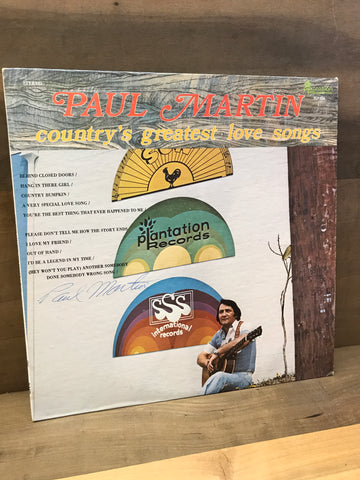 STEREO
PAUL MARTIN
country's greatest love songs
SUN
BEHIND CLOSED DOORS /
HANG IN THERE GIRL /
COUNTRY BUMPKIN /
A VERY SPECIAL LOVE SONG /
YOU'RE THE BEST THING THAT EVER HAPPENED TO ME
PLEASE DON'T TELL ME HOW THE STORY ENDS /
I LOVE MY FRIEND /
OUT OF HAND /
I'D BE A LEGEND IN MY TIME /
(HEY WON'T YOU PLAY) ANOTHER SOMEBODY
DONE SOMEBODY WRONG SONG
plantation
Records
Paul Martin
SSS
international
records